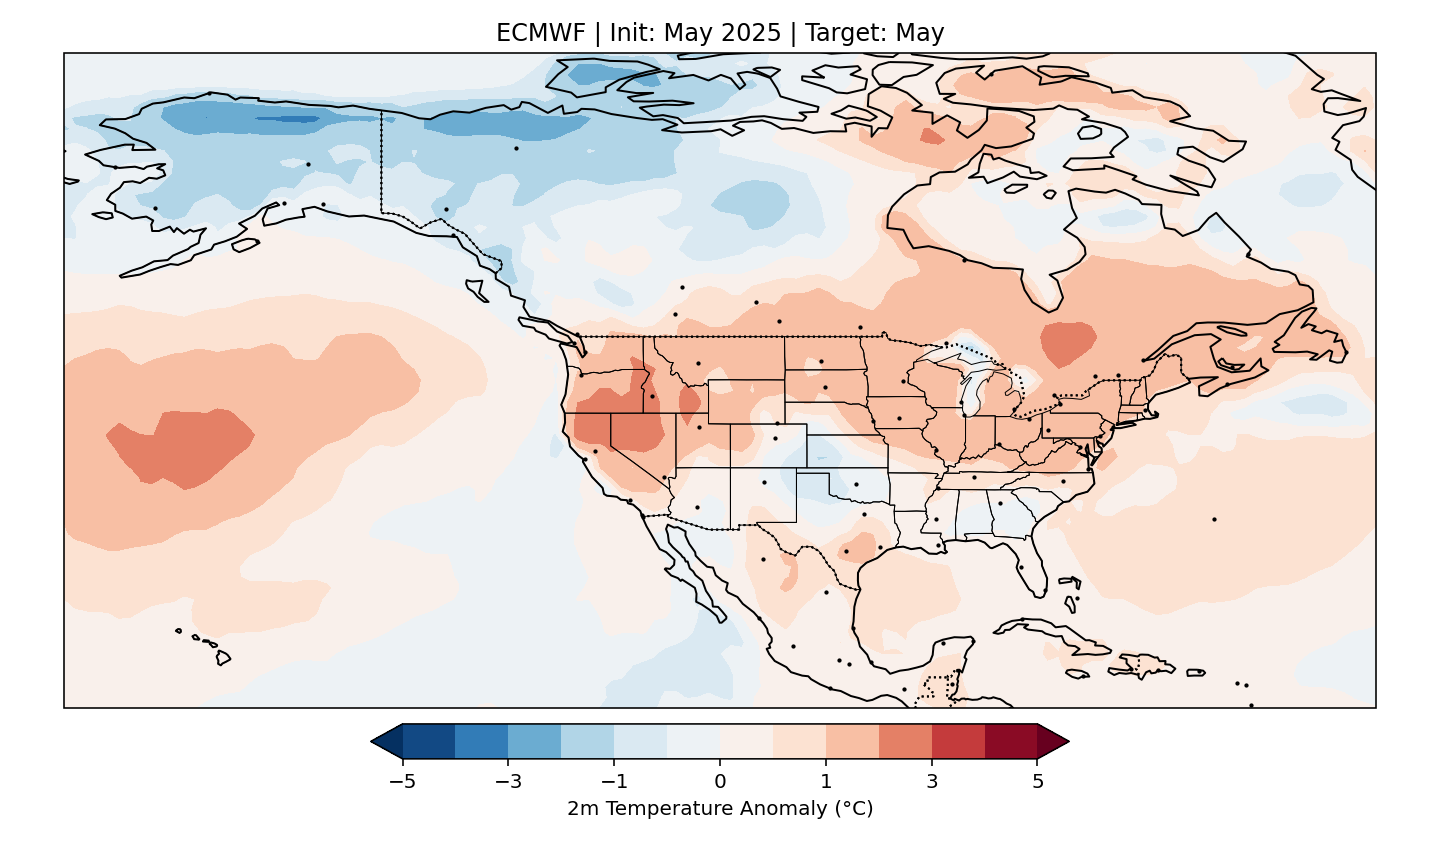 ECMWF | Init: May 2025 | Target: May
−5 −3 −1 0 1 3 5
2m Temperature Anomaly (°C)